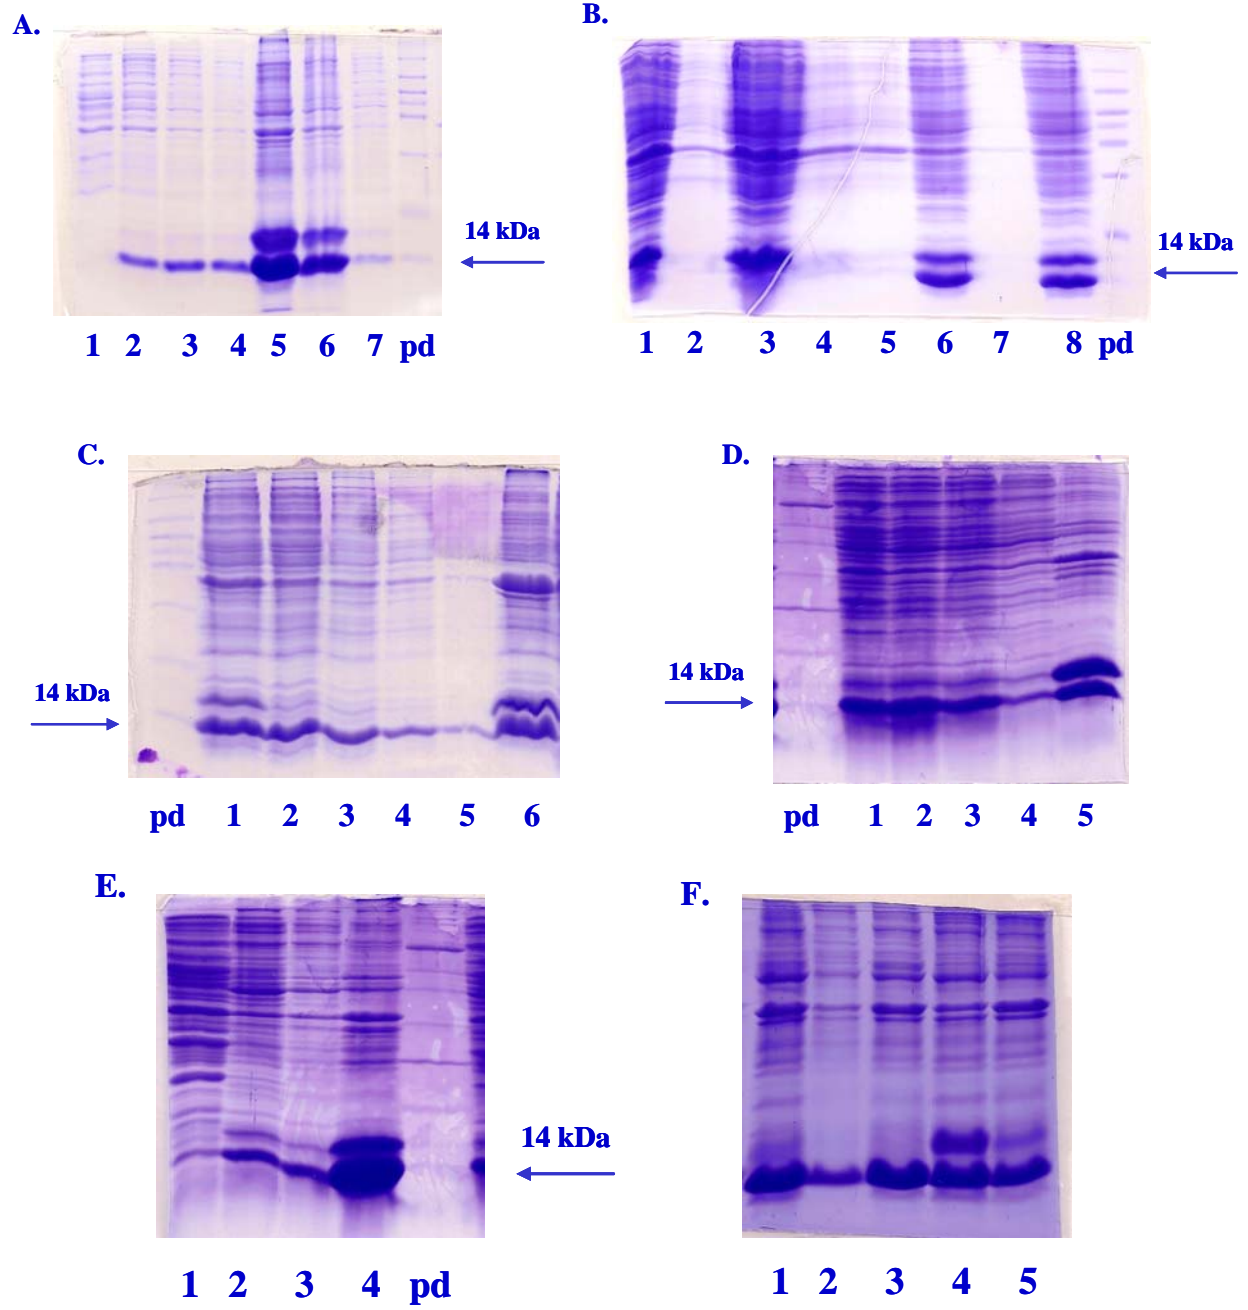 A.
B.
14 kDa
14 kDa
1 2 3 4 5 6 7 pd
1 2 3 4 5 6 7 8 pd
C.
D.
14 kDa
14 kDa
pd 1 2 3 4 5 6
pd 1 2 3 4 5
E.
F.
14 kDa
1 2 3 4 pd
1 2 3 4 5